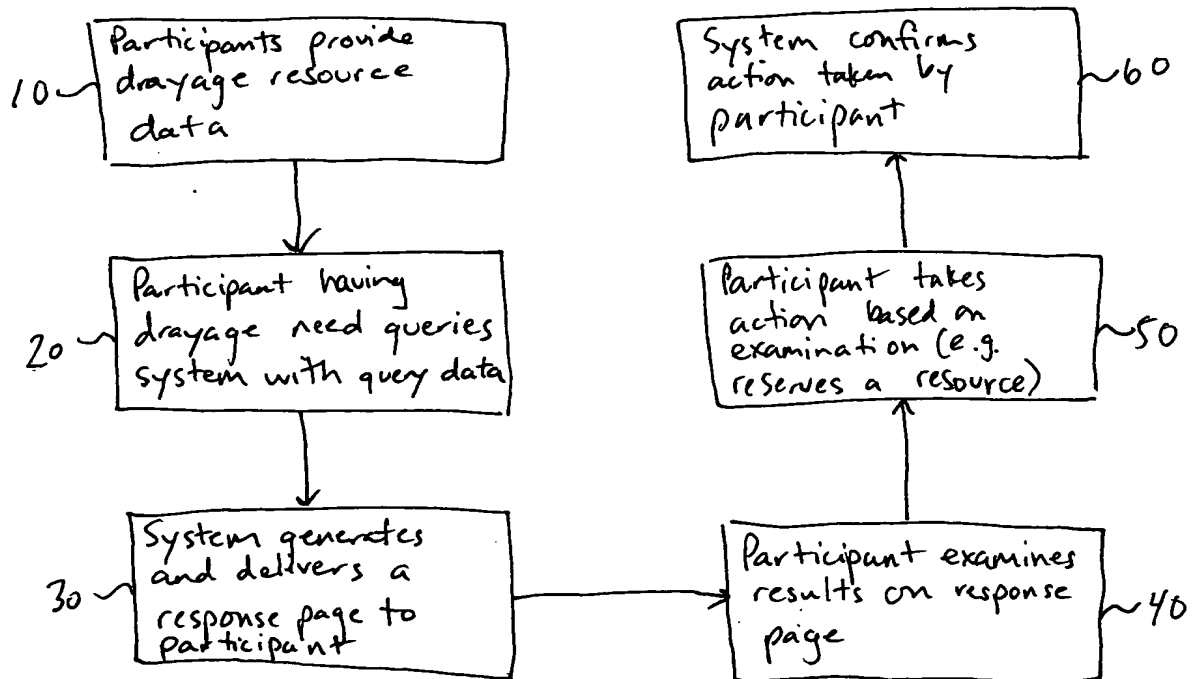 Participants provide
drayage resource
data
10
Participant having
drayage need queries
system with query data
20
System generates
and delivers a
response page to
participant
30
Participant examines
results on response
page
40
Participant takes
action based on
examination (e.g.
reserves a resource)
50
System confirms
action taken by
participant
60